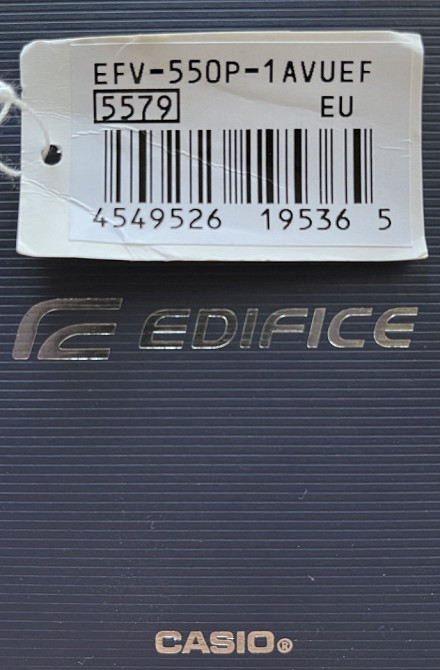 EFV-550P-1AVUEF
5579 EU
4549526 19536 5
EDIFICE
CASIO®